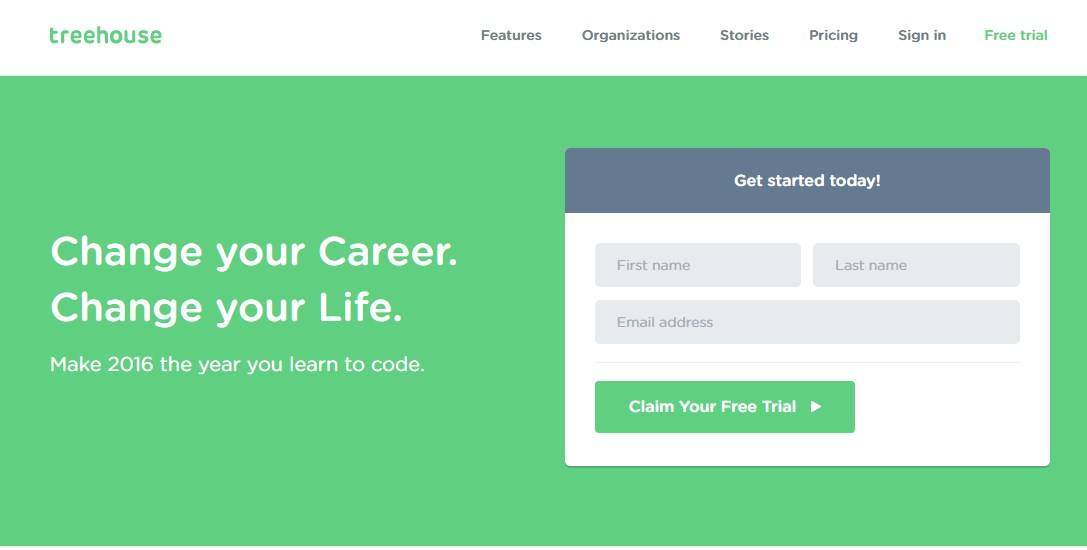 treehouse
Features Organizations Stories Pricing Sign in Free trial
Change your Career.
Change your Life.
Make 2016 the year you learn to code.
Get started today!
First name Last name
Email address
Claim Your Free Trial